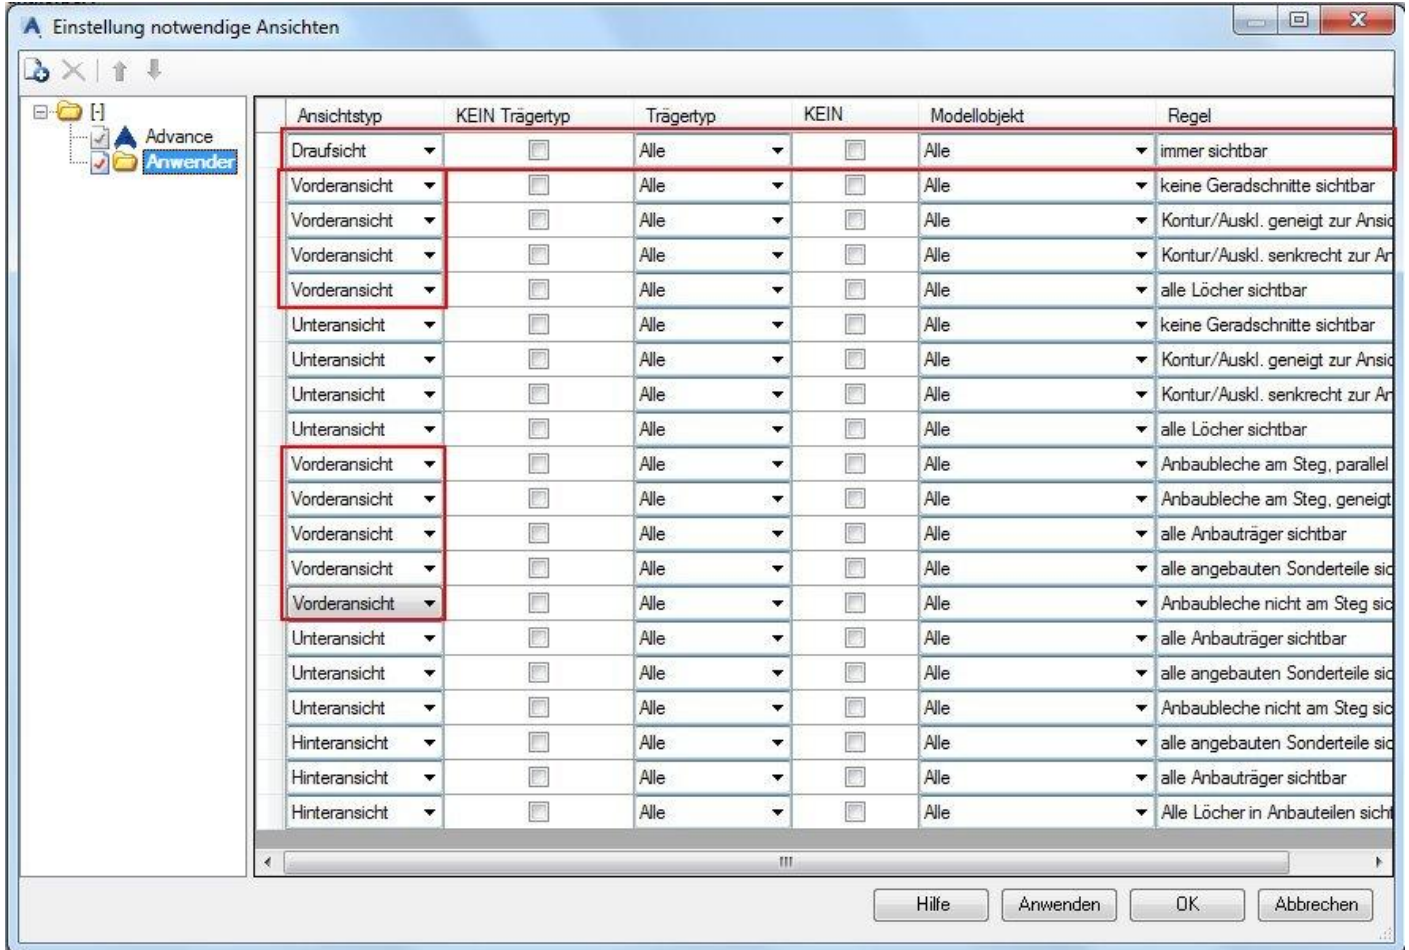 Einstellung notwendige Ansichten
[-]
Advance
Anwender
Ansichtstyp KEIN Trägertyp Trägertyp KEIN Modellobjekt Regel
Draufsicht Alle Alle immer sichtbar
Vorderansicht Alle Alle keine Geradschnitte sichtbar
Vorderansicht Alle Alle Kontur/Auskl. geneigt zur Ansic
Vorderansicht Alle Alle Kontur/Auskl. senkrecht zur An
Vorderansicht Alle Alle alle Löcher sichtbar
Unteransicht Alle Alle keine Geradschnitte sichtbar
Unteransicht Alle Alle Kontur/Auskl. geneigt zur Ansic
Unteransicht Alle Alle Kontur/Auskl. senkrecht zur An
Unteransicht Alle Alle alle Löcher sichtbar
Vorderansicht Alle Alle Anbaubleche am Steg, parallel
Vorderansicht Alle Alle Anbaubleche am Steg, geneigt
Vorderansicht Alle Alle alle Anbauträger sichtbar
Vorderansicht Alle Alle alle angebauten Sonderteile sic
Vorderansicht Alle Alle Anbaubleche nicht am Steg sic
Unteransicht Alle Alle alle Anbauträger sichtbar
Unteransicht Alle Alle alle angebauten Sonderteile sic
Unteransicht Alle Alle Anbaubleche nicht am Steg sic
Hinteransicht Alle Alle alle angebauten Sonderteile sic
Hinteransicht Alle Alle alle Anbauträger sichtbar
Hinteransicht Alle Alle Alle Löcher in Anbauteilen sicht
Hilfe Anwenden OK Abbrechen